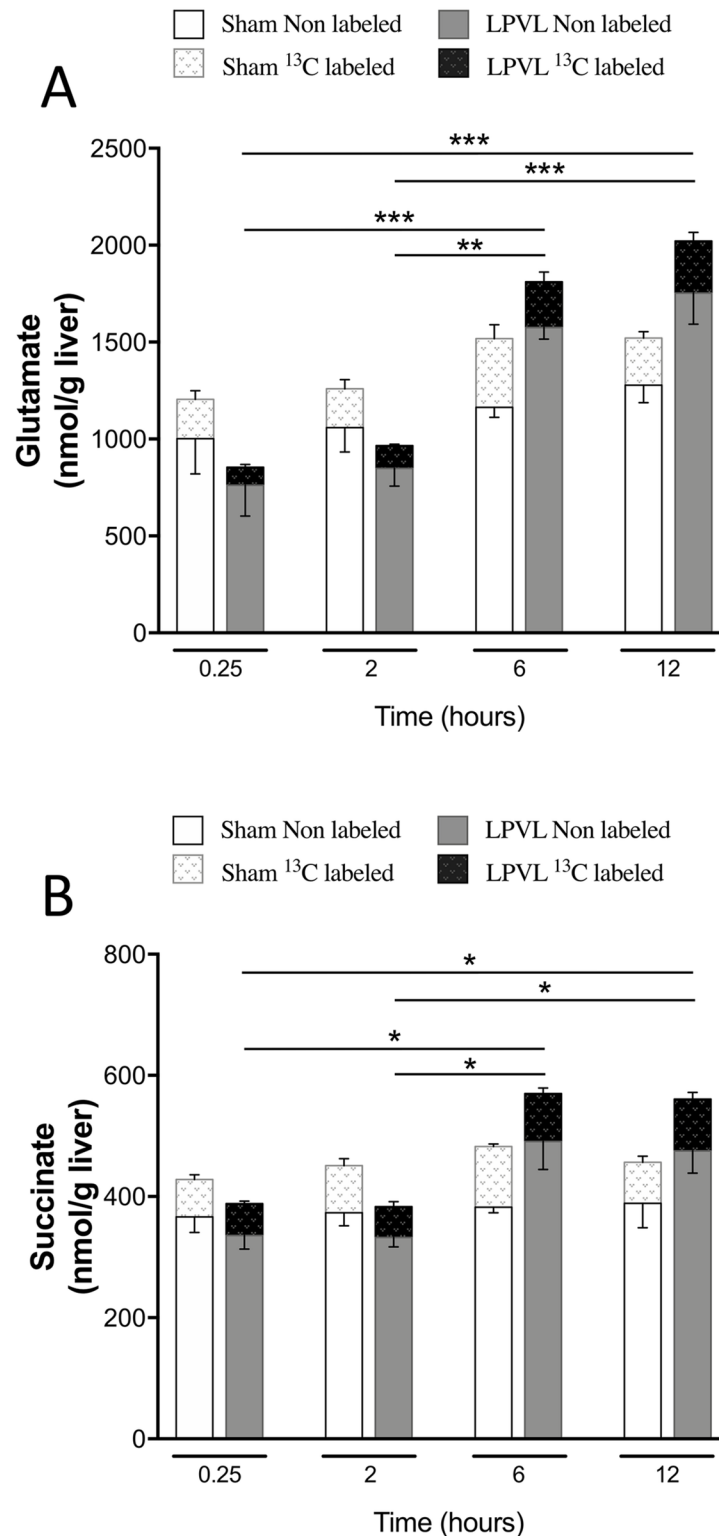 Sham Non labeled LPVL Non labeled
Sham ¹³C labeled LPVL ¹³C labeled
A
***
***
***
**
Glutamate
(nmol/g liver)
2500
2000
1500
1000
500
0
0.25 2 6 12
Time (hours)
Sham Non labeled LPVL Non labeled
Sham ¹³C labeled LPVL ¹³C labeled
B
*
*
*
*
Succinate
(nmol/g liver)
800
600
400
200
0
0.25 2 6 12
Time (hours)